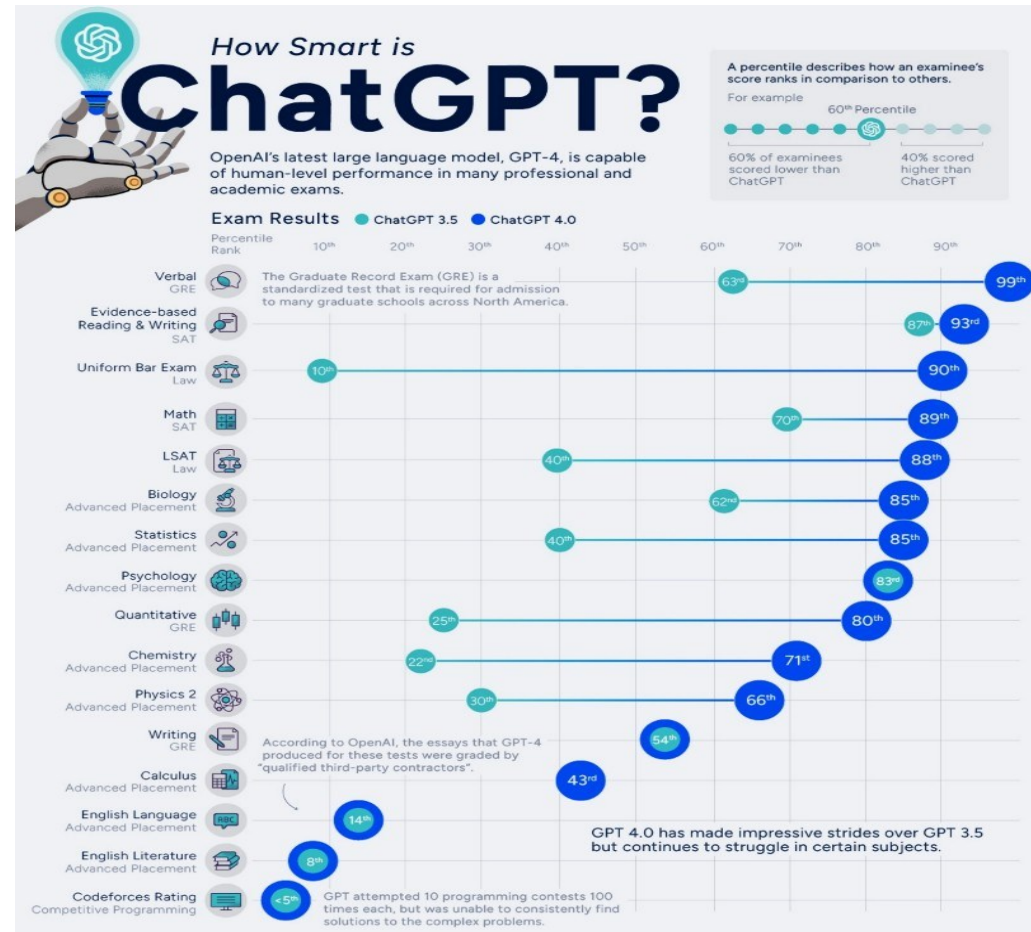 How Smart is
ChatGPT?
OpenAI's latest large language model, GPT-4, is capable
of human-level performance in many professional and
academic exams.
A percentile describes how an examinee's
score ranks in comparison to others.
For example
60th Percentile
60% of examinees
scored lower than
ChatGPT
40% scored
higher than
ChatGPT
Exam Results ChatGPT 3.5 ChatGPT 4.0
Percentile
Rank
10th 20th 30th 40th 50th 60th 70th 80th 90th
Verbal
GRE
The Graduate Record Exam (GRE) is a
standardized test that is required for admission
to many graduate schools across North America.
63rd 99th
Evidence-based
Reading & Writing
SAT
87th 93rd
Uniform Bar Exam
Law
10th 90th
Math
SAT
70th 89th
LSAT
Law
40th 88th
Biology
Advanced Placement
62nd 85th
Statistics
Advanced Placement
40th 85th
Psychology
Advanced Placement
83rd
Quantitative
GRE
25th 80th
Chemistry
Advanced Placement
22nd 71st
Physics 2
Advanced Placement
30th 66th
Writing
GRE
54th
According to OpenAI, the essays that GPT-4
produced for these tests were graded by
"qualified third-party contractors".
Calculus
Advanced Placement
43rd
English Language
Advanced Placement
ABC
14th
GPT 4.0 has made impressive strides over GPT 3.5
but continues to struggle in certain subjects.
English Literature
Advanced Placement
8th
Codeforces Rating
Competitive Programming
<5th
GPT attempted 10 programming contests 100
times each, but was unable to consistently find
solutions to the complex problems.